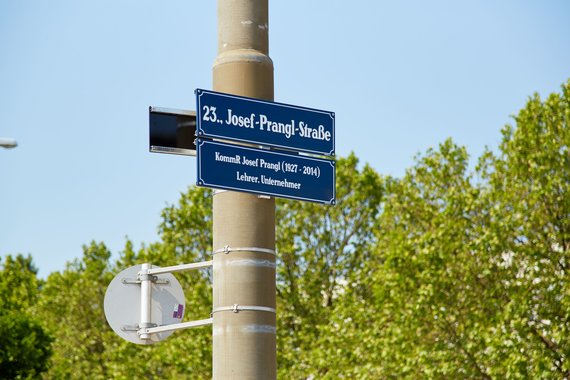 23., Josef-Prangl-Straße
KommR Josef Prangl (1927 - 2014)
Lehrer, Unternehmer